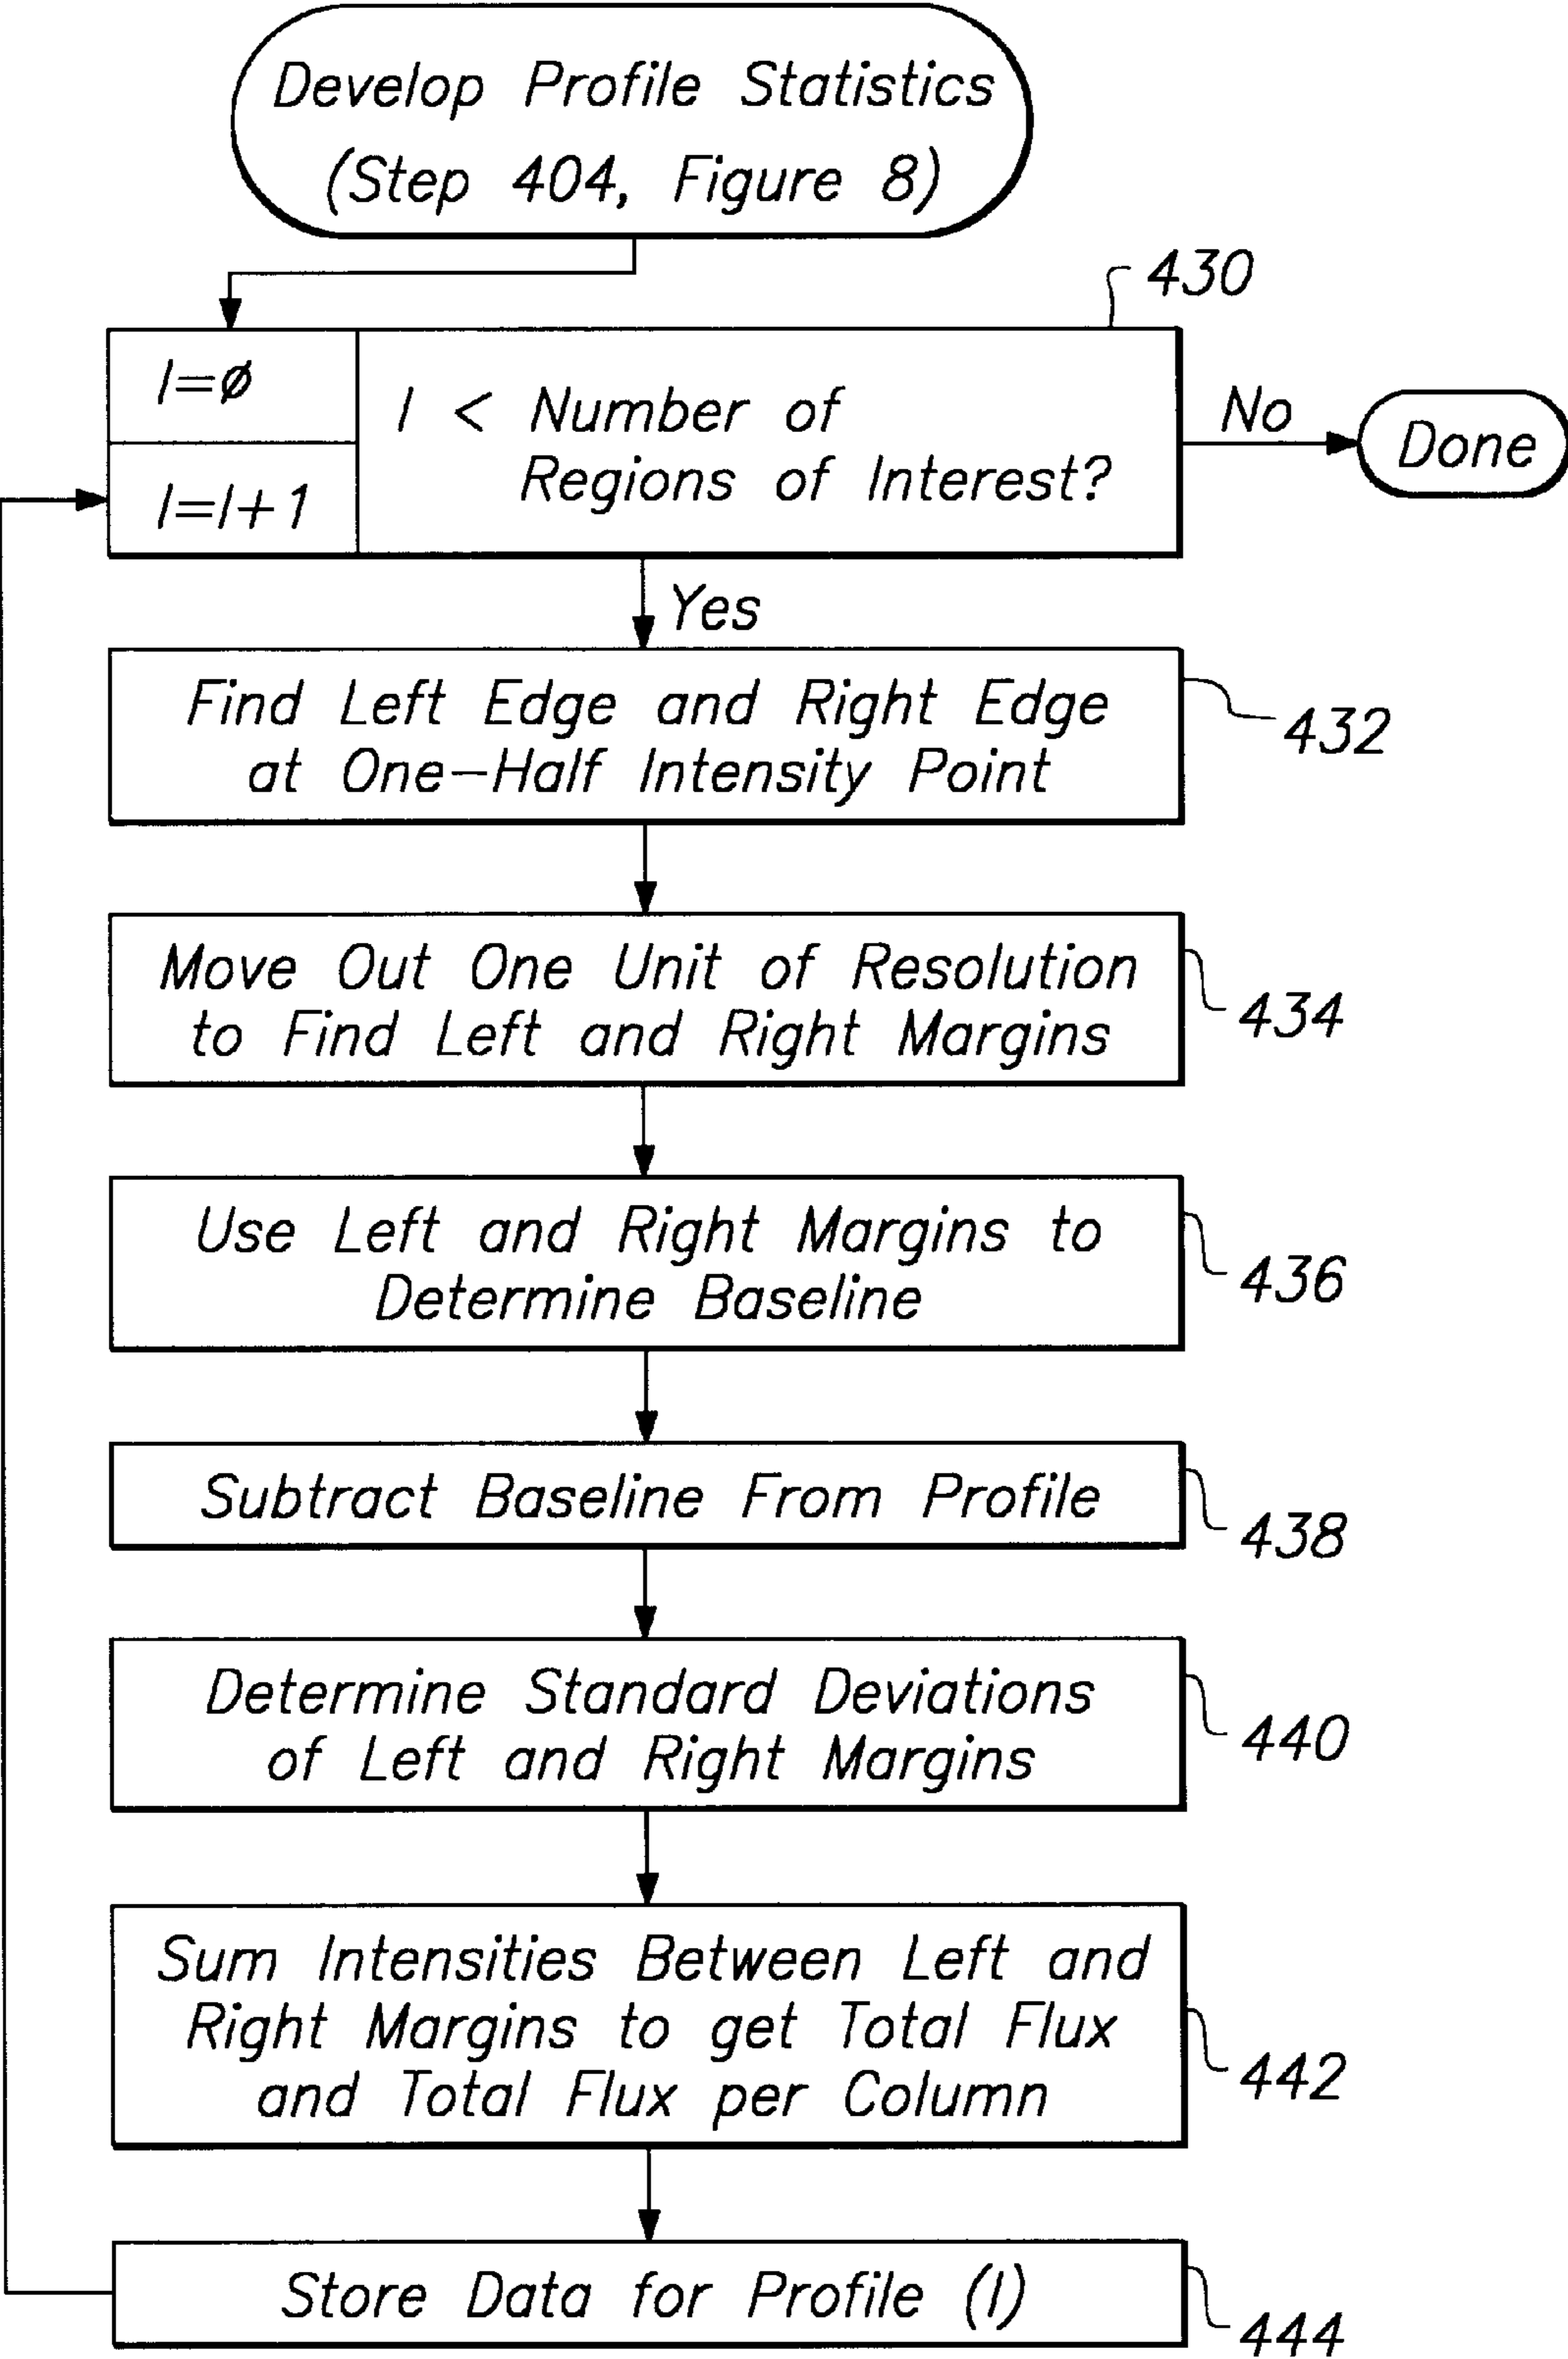 Develop Profile Statistics
(Step 404, Figure 8)
430
I=ø
I < Number of
Regions of Interest?
I=I+1
No
Done
Yes
Find Left Edge and Right Edge
at One-Half Intensity Point
432
Move Out One Unit of Resolution
to Find Left and Right Margins
434
Use Left and Right Margins to
Determine Baseline
436
Subtract Baseline From Profile
438
Determine Standard Deviations
of Left and Right Margins
440
Sum Intensities Between Left and
Right Margins to get Total Flux
and Total Flux per Column
442
Store Data for Profile (I)
444